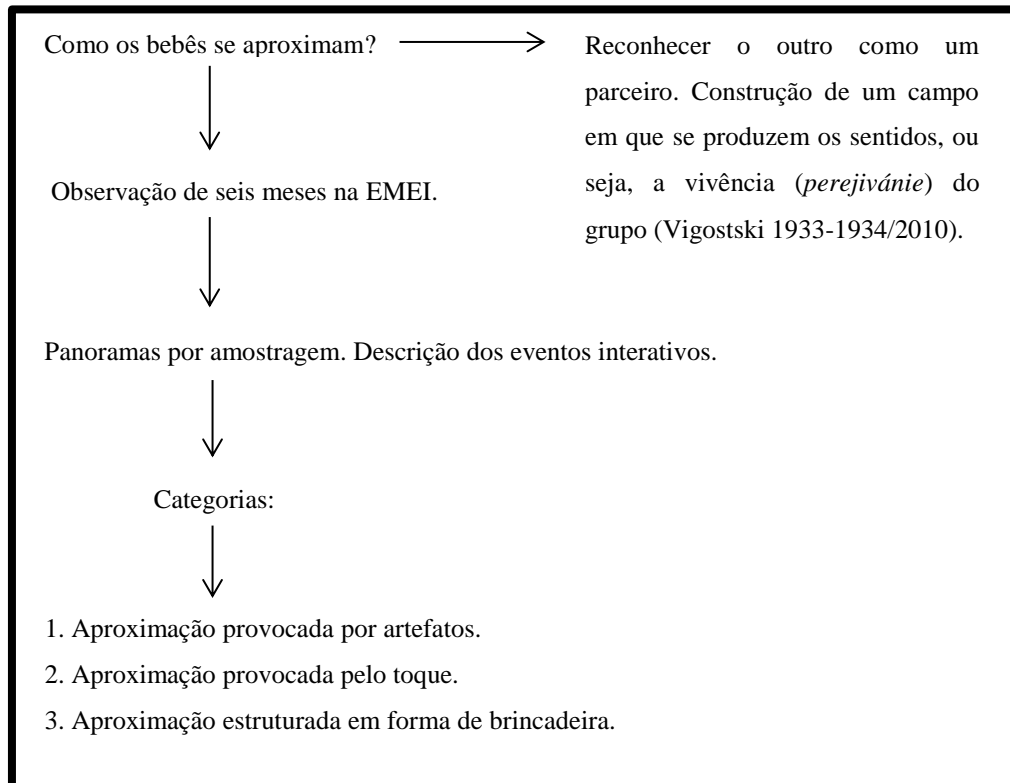 Como os bebês se aproximam?
Reconhecer o outro como um
parceiro. Construção de um campo
em que se produzem os sentidos, ou
seja, a vivência (perejivánie) do
grupo (Vigostski 1933-1934/2010).
Observação de seis meses na EMEI.
Panoramas por amostragem. Descrição dos eventos interativos.
Categorias:
1. Aproximação provocada por artefatos.
2. Aproximação provocada pelo toque.
3. Aproximação estruturada em forma de brincadeira.